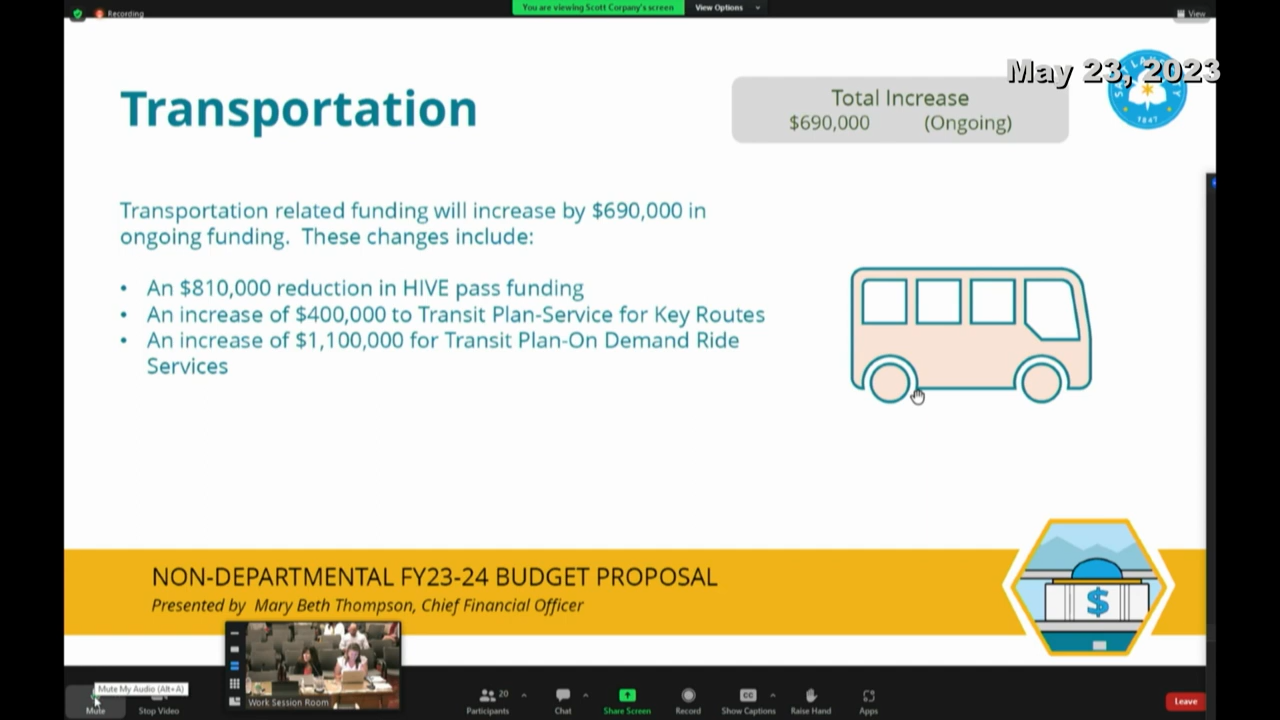 Recording
You are viewing Scott Corpany's screen
View Options
View
May 23, 2023
Transportation
Total Increase
$690,000 (Ongoing)
1847
Transportation related funding will increase by $690,000 in
ongoing funding. These changes include:
• An $810,000 reduction in HIVE pass funding
• An increase of $400,000 to Transit Plan-Service for Key Routes
• An increase of $1,100,000 for Transit Plan-On Demand Ride
Services
$
NON-DEPARTMENTAL FY23-24 BUDGET PROPOSAL
Presented by Mary Beth Thompson, Chief Financial Officer
Mute My Audio (Alt+A)
Work Session Room
Mute
Stop Video
20
Participants
Chat
Share Screen
Record
CC
Show Captions
Raise Hand
Apps
Leave